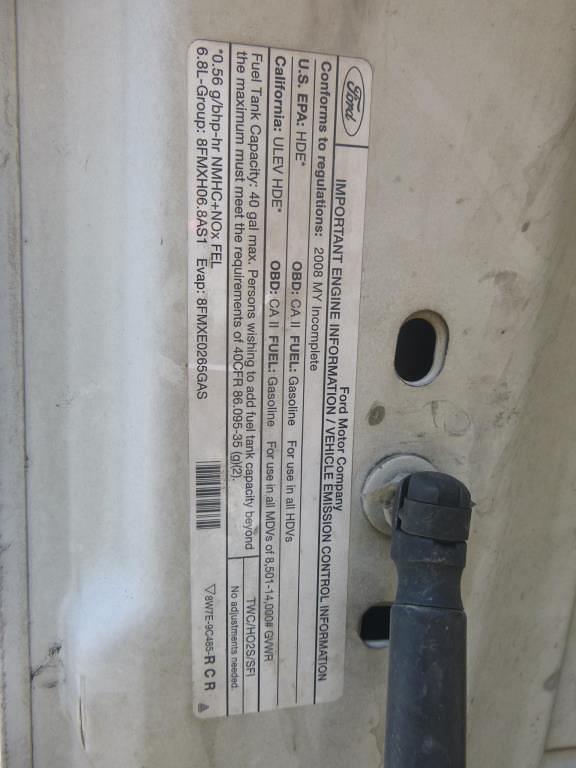 Ford
Ford Motor Company
IMPORTANT ENGINE INFORMATION / VEHICLE EMISSION CONTROL INFORMATION
Conforms to regulations: 2008 MY Incomplete
U.S. EPA: HDE* OBD: CA II FUEL: Gasoline For use in all HDVs
California: ULEV HDE* OBD: CA II FUEL: Gasoline For use in all MDVs of 8,501-14,000# GVWR
Fuel Tank Capacity: 40 gal max. Persons wishing to add fuel tank capacity beyond
the maximum must meet the requirements of 40CFR 86.095-35 (g)(2).
TWC/HO2S/SFI
No adjustments needed.
*0.56 g/bhp-hr NMHC+NOx FEL
6.8L-Group: 8FMXH06.8AS1 Evap: 8FMXE0265GAS
8W7E-9C485-RCR